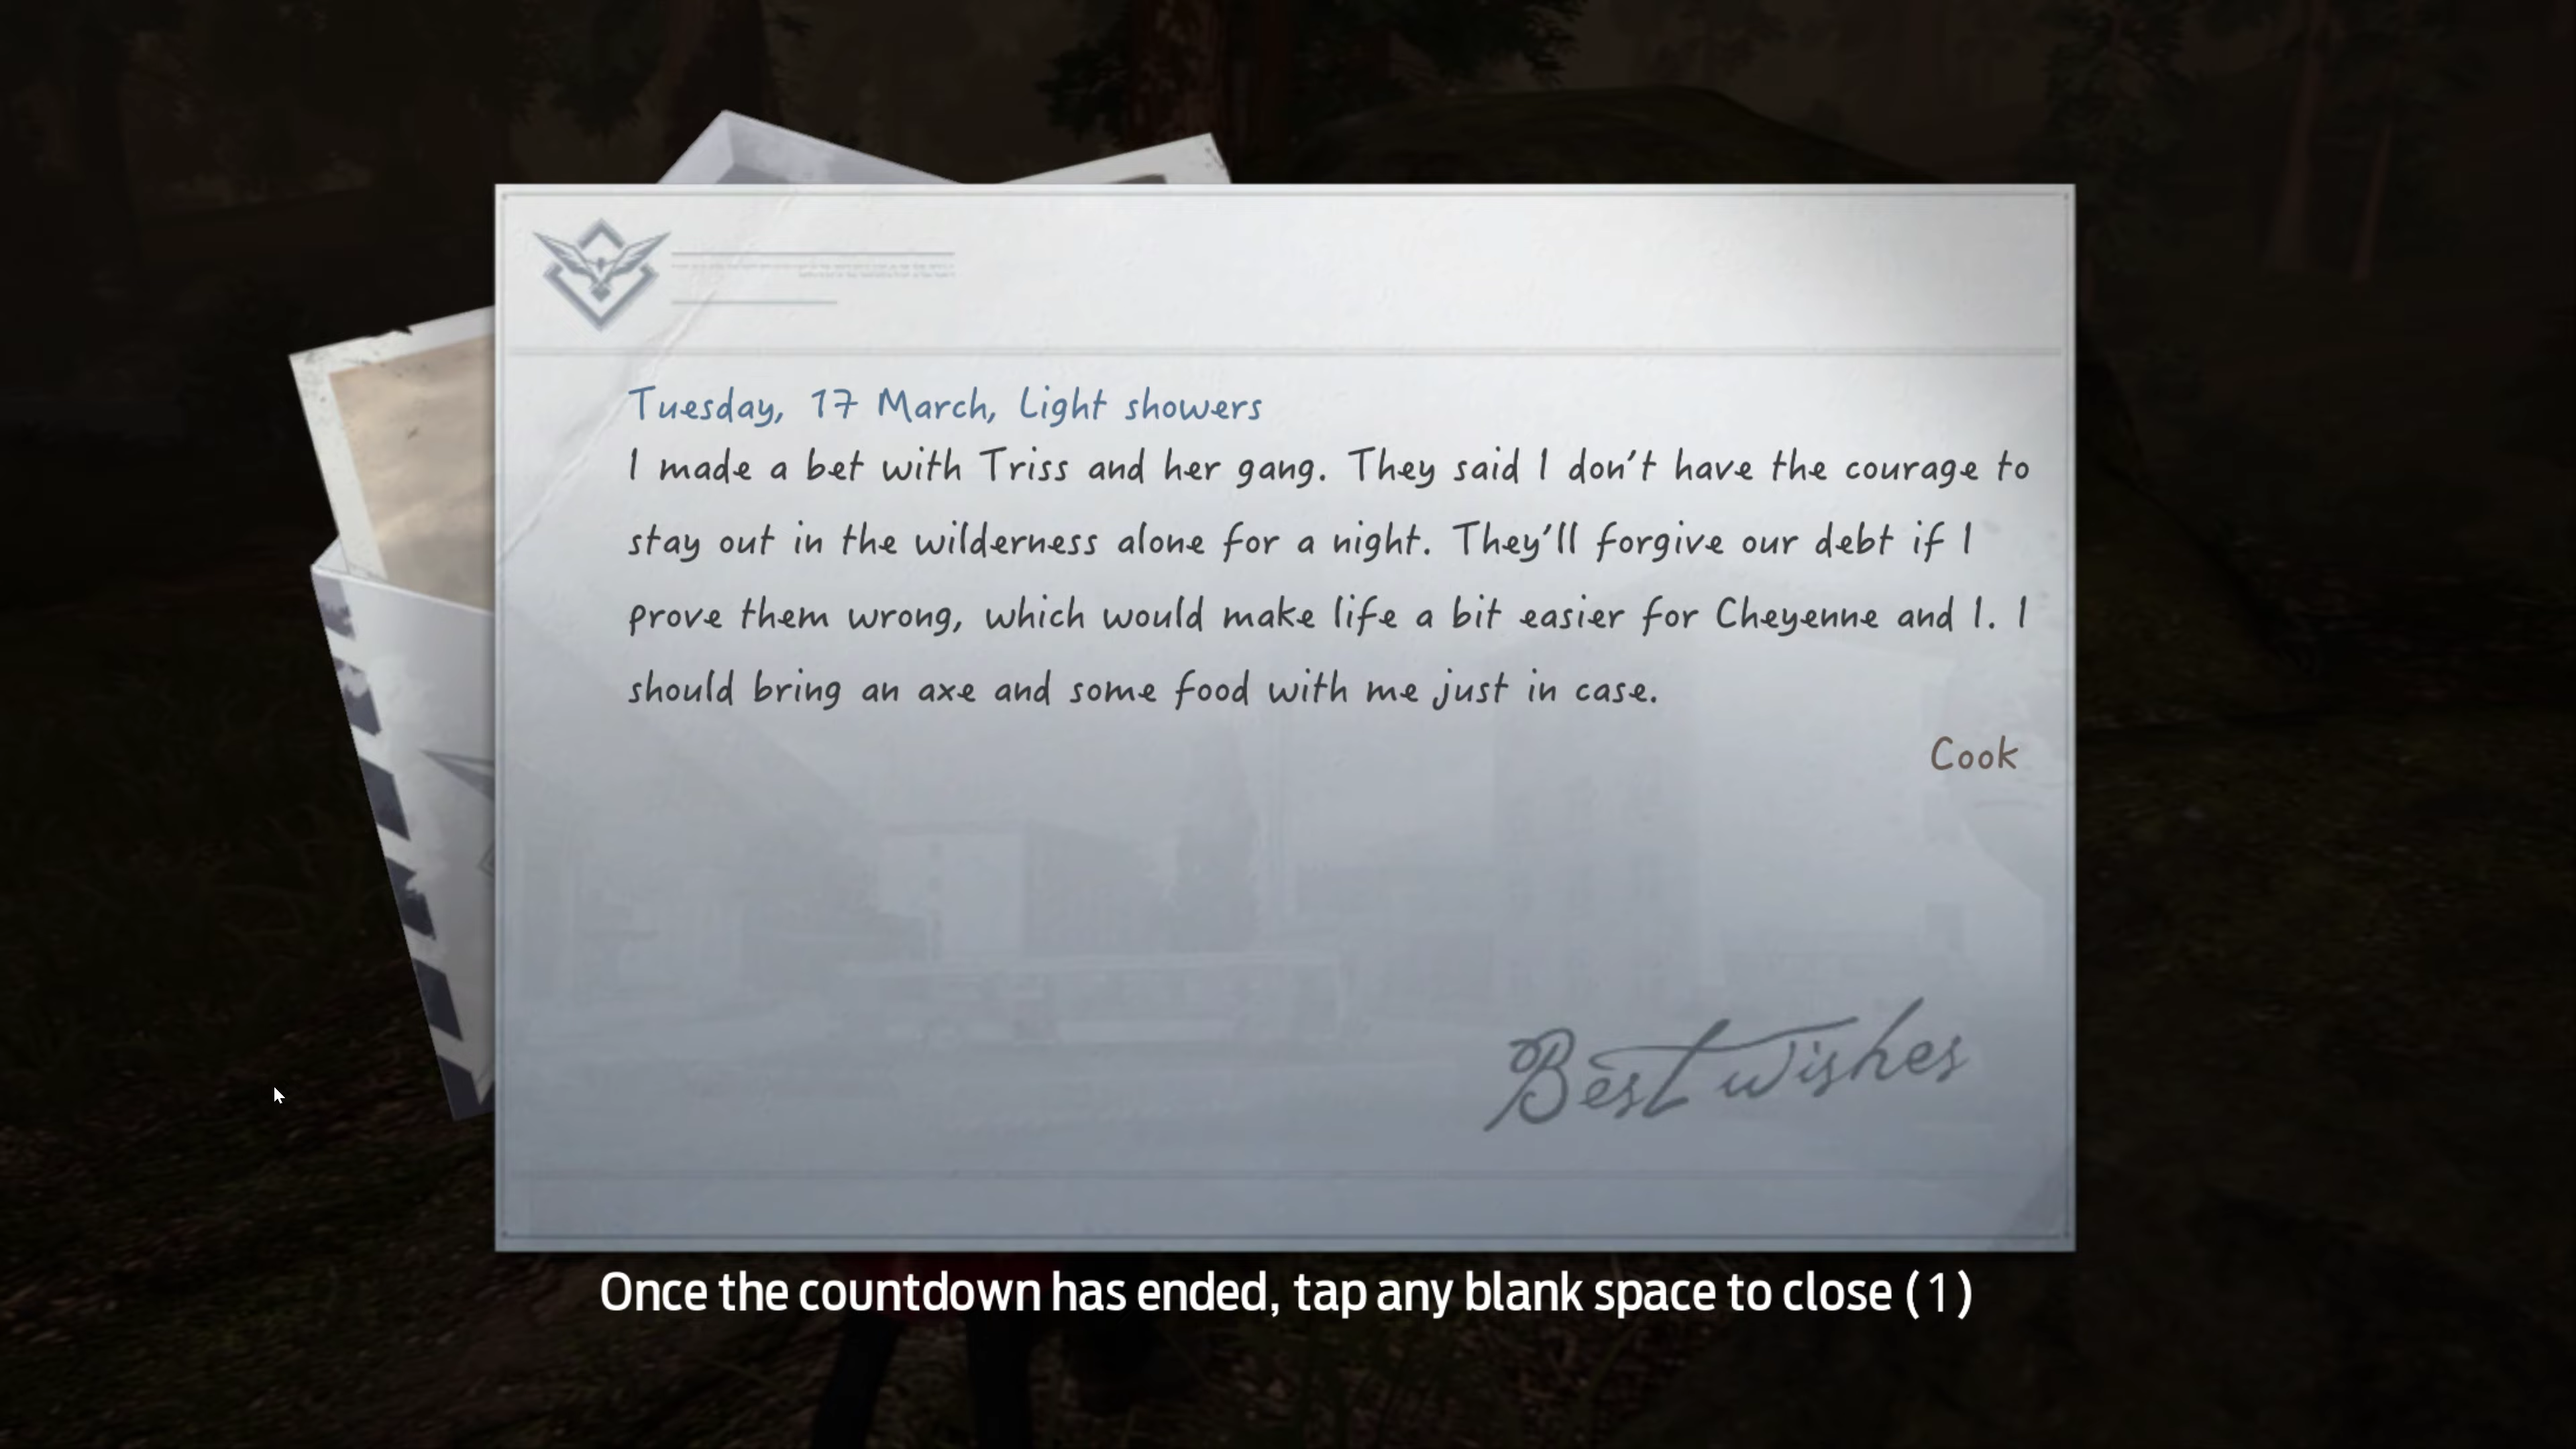 Tuesday, 17 March, Light showers
I made a bet with Triss and her gang. They said I don't have the courage to
stay out in the wilderness alone for a night. They'll forgive our debt if I
prove them wrong, which would make life a bit easier for Cheyenne and I. I
should bring an axe and some food with me just in case.
Cook
Best wishes
Once the countdown has ended, tap any blank space to close (1)